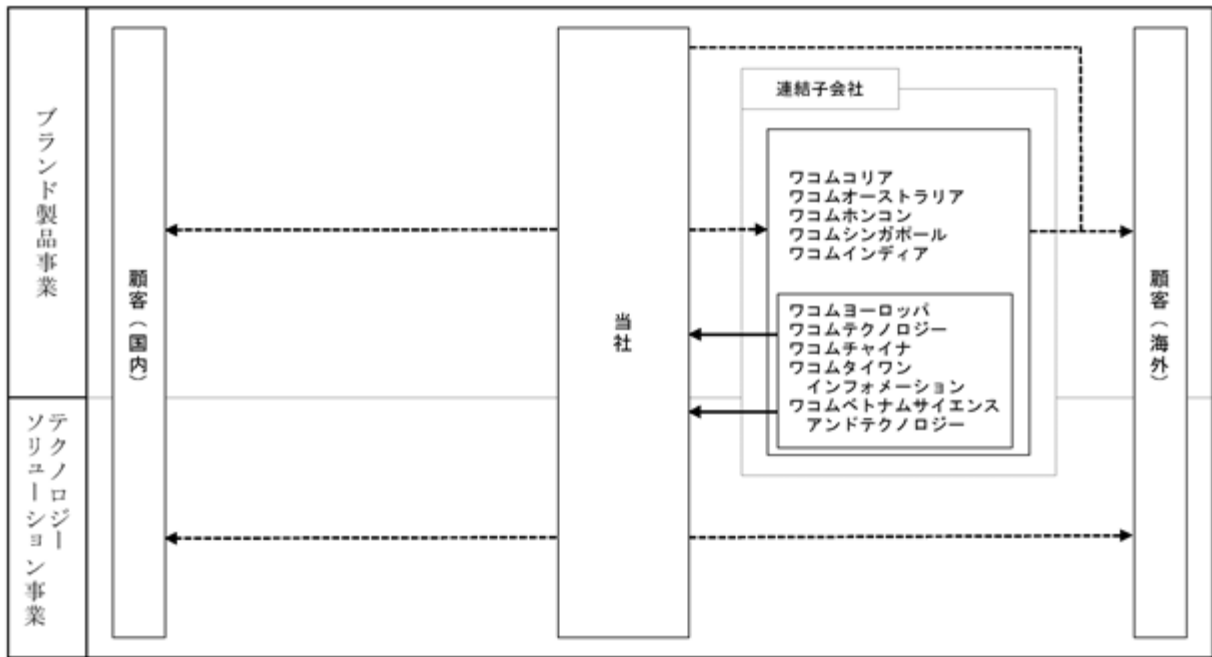 ブランド製品事業
テクノロジー
ソリューション事業
顧客（国内）
当社
連結子会社
ワコムコリア
ワコムオーストラリア
ワコムホンコン
ワコムシンガポール
ワコムインディア
ワコムヨーロッパ
ワコムテクノロジー
ワコムチャイナ
ワコムタイワン
インフォメーション
ワコムベトナムサイエンス
アンドテクノロジー
顧客（海外）